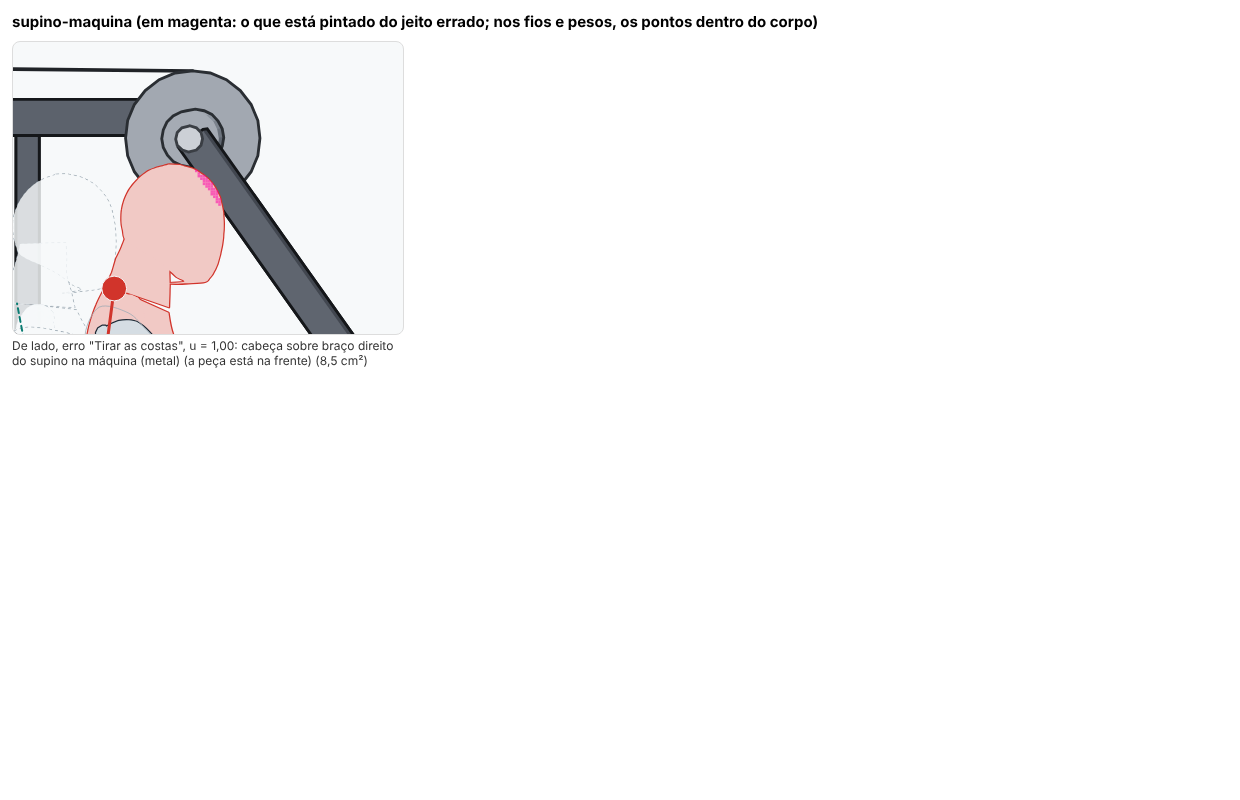 supino-maquina (em magenta: o que está pintado do jeito errado; nos fios e pesos, os pontos dentro do corpo)
De lado, erro "Tirar as costas", u = 1,00: cabeça sobre braço direito
do supino na máquina (metal) (a peça está na frente) (8,5 cm²)